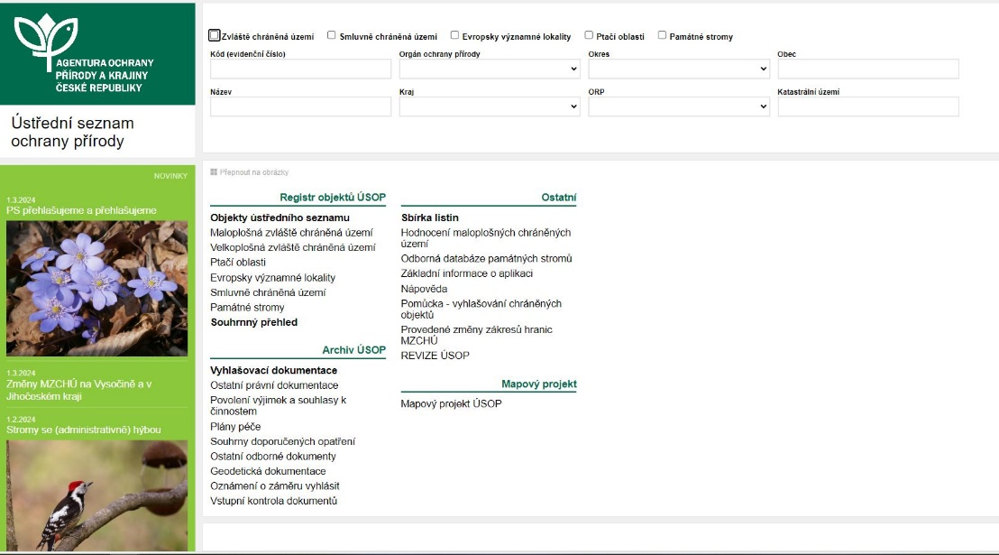 AGENTURA OCHRANY
PŘÍRODY A KRAJINY
ČESKÉ REPUBLIKY
Ústřední seznam
ochrany přírody
NOVINKY
1.3.2024
PS přehlašujeme a přehlašujeme
1.3.2024
Změny MZCHÚ na Vysočině a v
Jihočeském kraji
1.2.2024
Stromy se (administrativně) hýbou
Zvláště chráněná území Smluvně chráněná území Evropsky významné lokality Ptačí oblasti Památné stromy
Kód (evidenční číslo) Orgán ochrany přírody Okres Obec
Název Kraj ORP Katastrální území
Přepnout na obrázky
Registr objektů ÚSOP
Objekty ústředního seznamu
Maloplošná zvláště chráněná území
Velkoplošná zvláště chráněná území
Ptačí oblasti
Evropsky významné lokality
Smluvně chráněná území
Památné stromy
Souhrnný přehled
Archiv ÚSOP
Vyhlašovací dokumentace
Ostatní právní dokumentace
Povolení výjimek a souhlasy k
činnostem
Plány péče
Souhrny doporučených opatření
Ostatní odborné dokumenty
Geodetická dokumentace
Oznámení o záměru vyhlásit
Vstupní kontrola dokumentů
Ostatní
Sbírka listin
Hodnocení maloplošných chráněných
území
Odborná databáze památných stromů
Základní informace o aplikaci
Nápověda
Pomůcka - vyhlašování chráněných
objektů
Provedené změny zákresů hranic
MZCHÚ
REVIZE ÚSOP
Mapový projekt
Mapový projekt ÚSOP